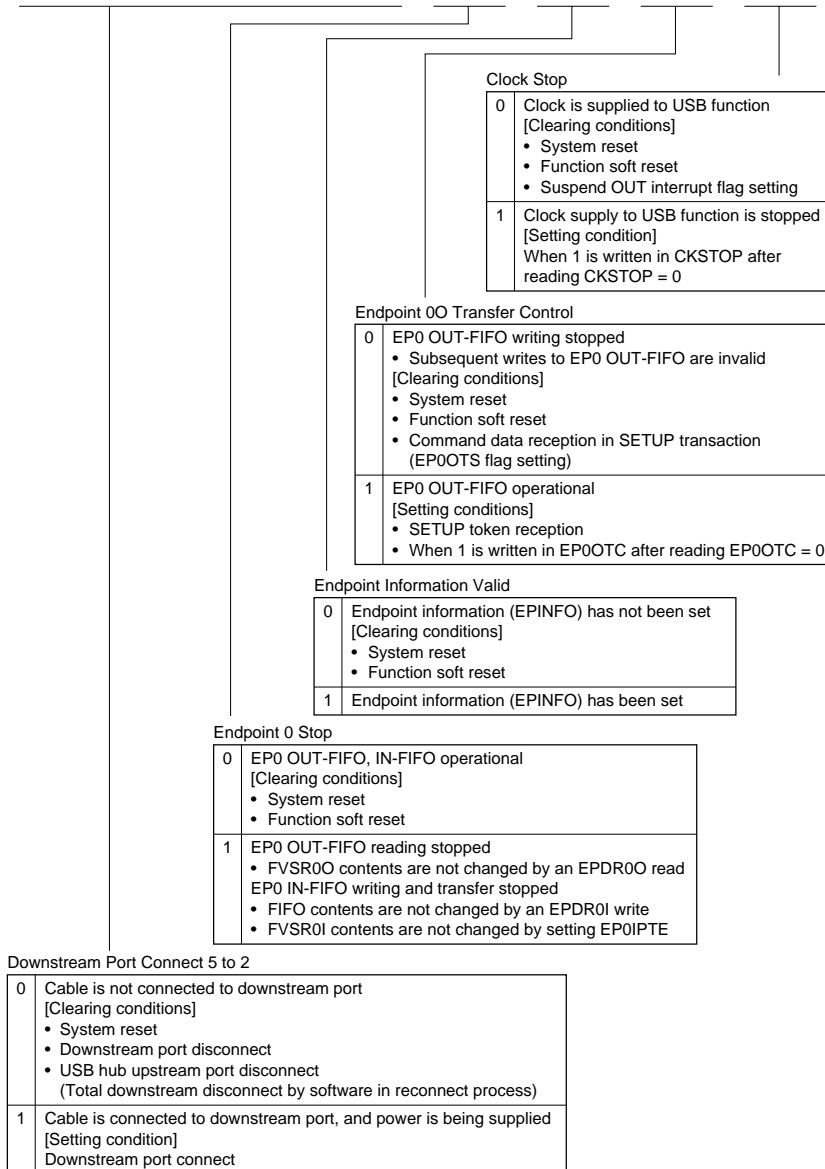 Clock Stop
0 Clock is supplied to USB function
[Clearing conditions]
• System reset
• Function soft reset
• Suspend OUT interrupt flag setting
1 Clock supply to USB function is stopped
[Setting condition]
When 1 is written in CKSTOP after
reading CKSTOP = 0
Endpoint 0O Transfer Control
0 EP0 OUT-FIFO writing stopped
• Subsequent writes to EP0 OUT-FIFO are invalid
[Clearing conditions]
• System reset
• Function soft reset
• Command data reception in SETUP transaction
(EP0OTS flag setting)
1 EP0 OUT-FIFO operational
[Setting conditions]
• SETUP token reception
• When 1 is written in EP0OTC after reading EP0OTC = 0
Endpoint Information Valid
0 Endpoint information (EPINFO) has not been set
[Clearing conditions]
• System reset
• Function soft reset
1 Endpoint information (EPINFO) has been set
Endpoint 0 Stop
0 EP0 OUT-FIFO, IN-FIFO operational
[Clearing conditions]
• System reset
• Function soft reset
1 EP0 OUT-FIFO reading stopped
• FVSR0O contents are not changed by an EPDR0O read
EP0 IN-FIFO writing and transfer stopped
• FIFO contents are not changed by an EPDR0I write
• FVSR0I contents are not changed by setting EP0IPTE
Downstream Port Connect 5 to 2
0 Cable is not connected to downstream port
[Clearing conditions]
• System reset
• Downstream port disconnect
• USB hub upstream port disconnect
(Total downstream disconnect by software in reconnect process)
1 Cable is connected to downstream port, and power is being supplied
[Setting condition]
Downstream port connect